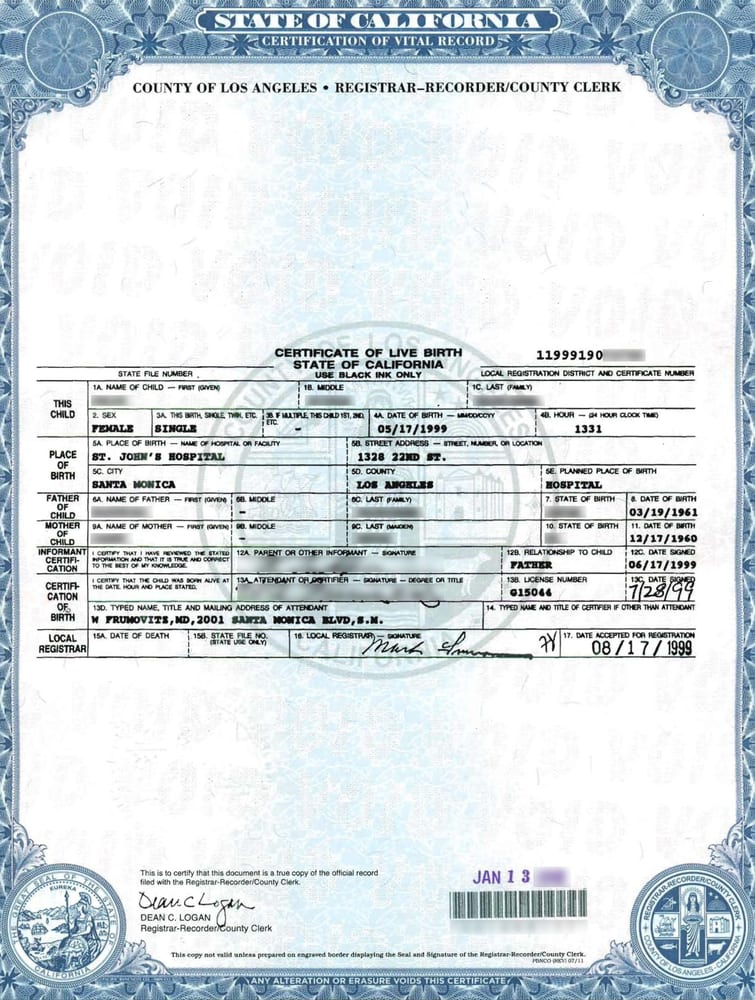 STATE OF CALIFORNIA
CERTIFICATION OF VITAL RECORD
COUNTY OF LOS ANGELES • REGISTRAR-RECORDER/COUNTY CLERK
CERTIFICATE OF LIVE BIRTH 11999190
STATE OF CALIFORNIA
STATE FILE NUMBER USE BLACK INK ONLY LOCAL REGISTRATION DISTRICT AND CERTIFICATE NUMBER
THIS CHILD
1A. NAME OF CHILD — FIRST (GIVEN) 1B. MIDDLE 1C. LAST (FAMILY)
2. SEX 3A. THIS BIRTH, SINGLE, TWIN, ETC. 3B. IF MULTIPLE, THIS CHILD 1ST, 2ND, ETC. 4A. DATE OF BIRTH — MM/DD/CCYY 4B. HOUR — (24 HOUR CLOCK TIME)
FEMALE SINGLE - 05/17/1999 1331
PLACE OF BIRTH
5A. PLACE OF BIRTH — NAME OF HOSPITAL OR FACILITY 5B. STREET ADDRESS — STREET, NUMBER, OR LOCATION
ST. JOHN'S HOSPITAL 1328 22ND ST.
5C. CITY 5D. COUNTY 5E. PLANNED PLACE OF BIRTH
SANTA MONICA LOS ANGELES HOSPITAL
FATHER OF CHILD
6A. NAME OF FATHER — FIRST (GIVEN) 6B. MIDDLE 6C. LAST (FAMILY) 7. STATE OF BIRTH 8. DATE OF BIRTH
- 03/19/1961
MOTHER OF CHILD
9A. NAME OF MOTHER — FIRST (GIVEN) 9B. MIDDLE 9C. LAST (MAIDEN) 10. STATE OF BIRTH 11. DATE OF BIRTH
- 12/17/1960
INFORMANT CERTIFI- CATION
I CERTIFY THAT I HAVE REVIEWED THE STATED INFORMATION AND THAT IT IS TRUE AND CORRECT TO THE BEST OF MY KNOWLEDGE.
12A. PARENT OR OTHER INFORMANT — SIGNATURE 12B. RELATIONSHIP TO CHILD 12C. DATE SIGNED
FATHER 06/17/1999
CERTIFI- CATION OF BIRTH
I CERTIFY THAT THE CHILD WAS BORN ALIVE AT THE DATE, HOUR AND PLACE STATED.
13A. ATTENDANT OR CERTIFIER — SIGNATURE - DEGREE OR TITLE 13B. LICENSE NUMBER 13C. DATE SIGNED
G15044 7/28/99
13D. TYPED NAME, TITLE AND MAILING ADDRESS OF ATTENDANT 14. TYPED NAME AND TITLE OF CERTIFIER IF OTHER THAN ATTENDANT
W FRUMOVITZ,MD,2001 SANTA MONICA BLVD,S.M.
LOCAL REGISTRAR
15A. DATE OF DEATH 15B. STATE FILE NO. (STATE USE ONLY) 16. LOCAL REGISTRAR — SIGNATURE 17. DATE ACCEPTED FOR REGISTRATION
Mark 08/17/1999
This is to certify that this document is a true copy of the official record
filed with the Registrar-Recorder/County Clerk.
Dean C Logan
DEAN C. LOGAN
Registrar-Recorder/County Clerk
JAN 13
This copy not valid unless prepared on engraved border displaying the Seal and Signature of the Registrar-Recorder/County Clerk.
PBNCO (REV) 07/11
GREAT SEAL OF THE STATE OF CALIFORNIA
EUREKA
REGISTRAR-RECORDER/COUNTY CLERK
COUNTY OF LOS ANGELES, CALIFORNIA
ANY ALTERATION OR ERASURE VOIDS THIS CERTIFICATE